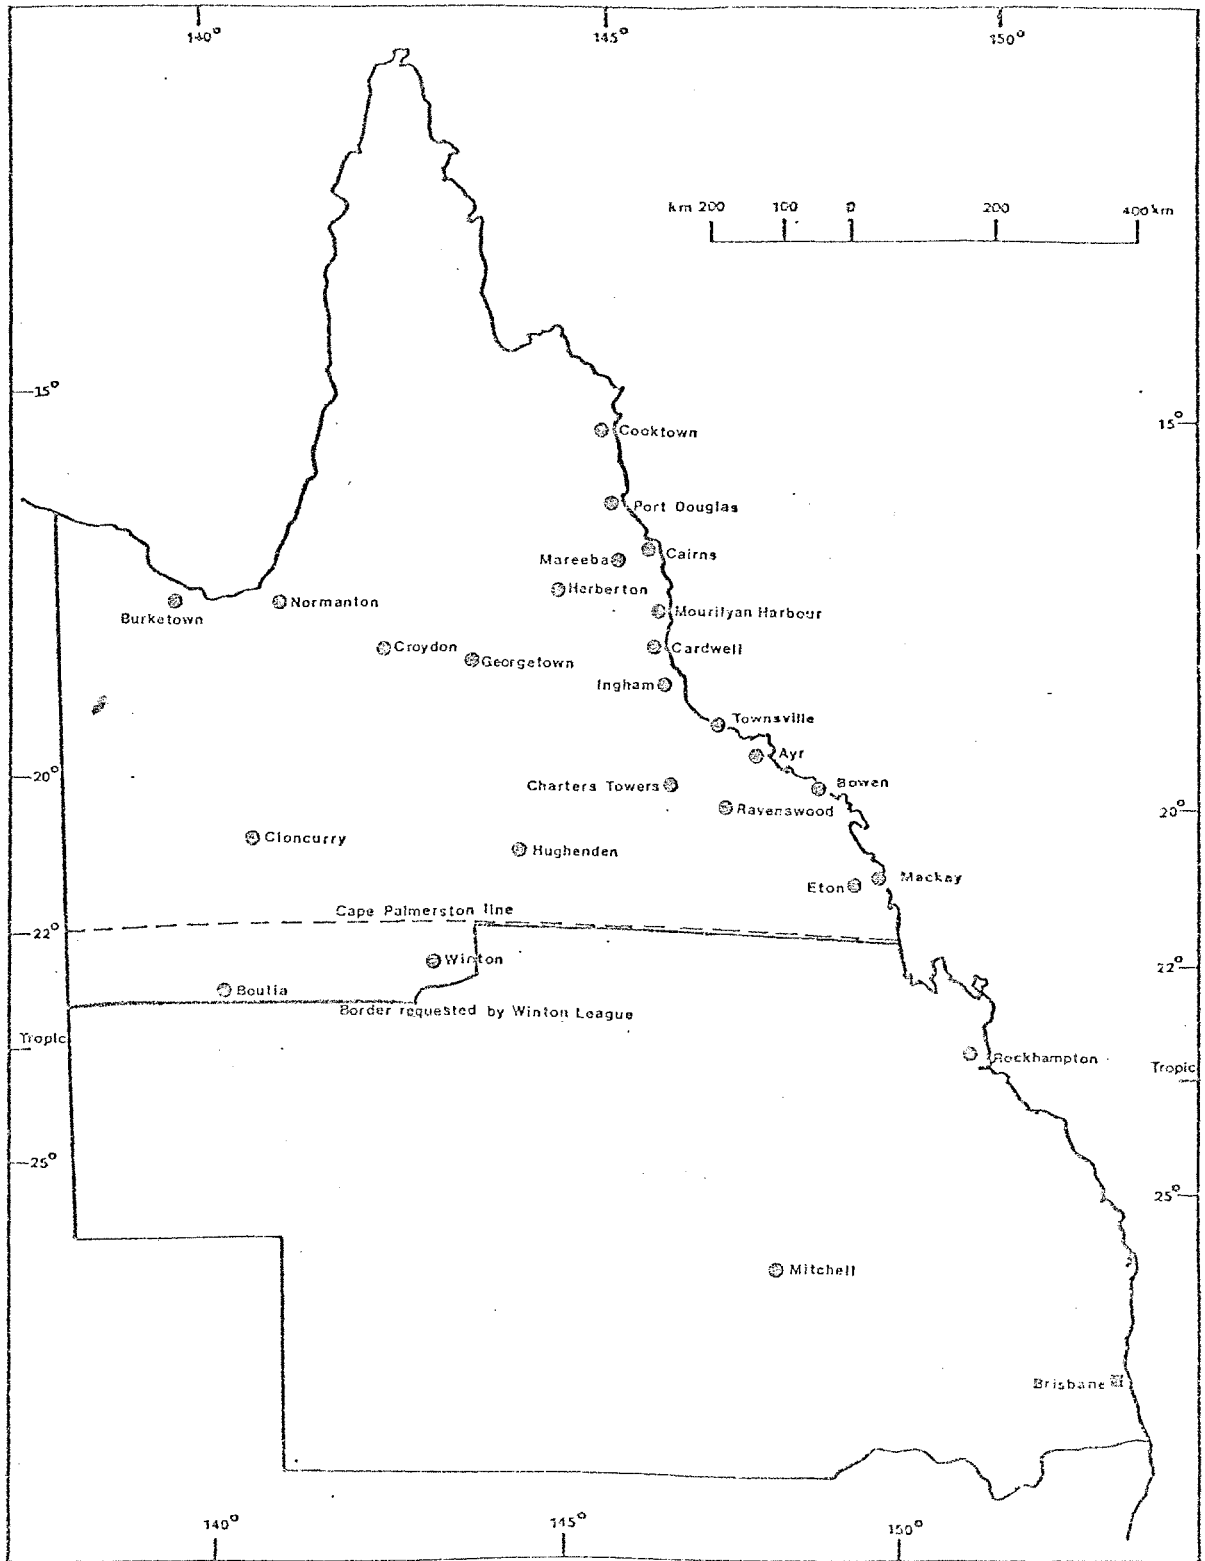 140°
145°
150°
km 200 100 0 200 400 km
15°
15°
Cooktown
Port Douglas
Cairns
Mareeba
Herberton
Mourilyan Harbour
Burketown
Normanton
Croydon
Georgetown
Cardwell
Ingham
Townsville
Ayr
20°
Charters Towers
Bowen
Ravenswood
20°
Cloncurry
Hughenden
Eton
Mackay
Cape Palmerston line
22°
Winton
22°
Boulia
Border requested by Winton League
Tropic
Rockhampton
Tropic
25°
25°
Mitchell
Brisbane
140°
145°
150°